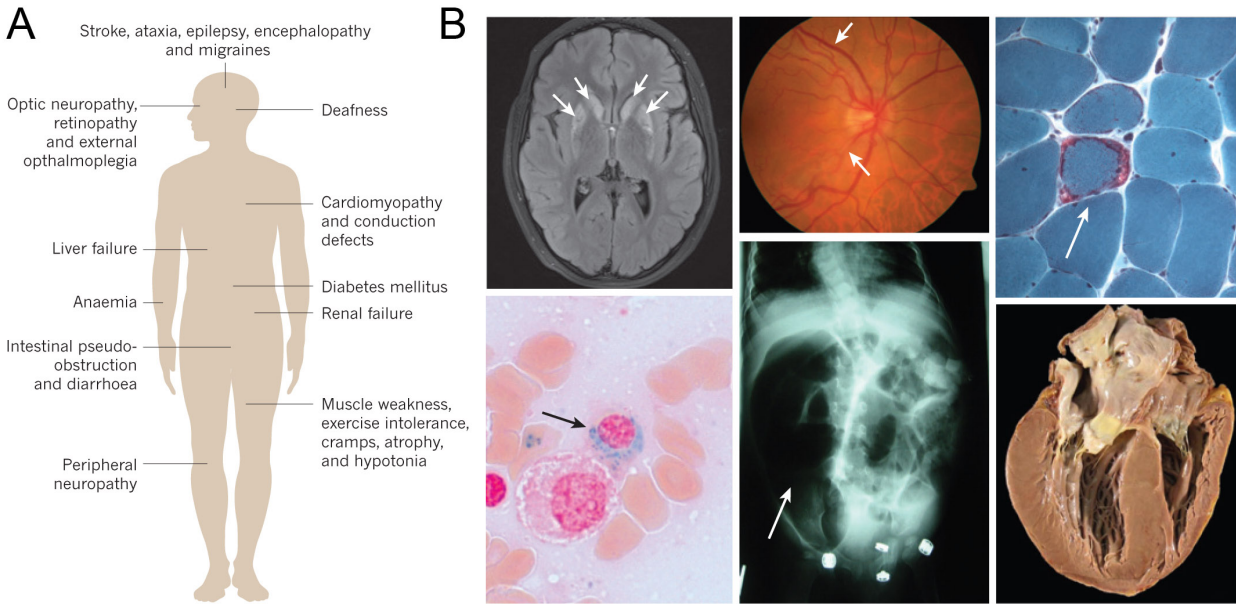 A
Stroke, ataxia, epilepsy, encephalopathy
and migraines
Optic neuropathy,
retinopathy
and external
opthalmoplegia
Deafness
Cardiomyopathy
and conduction
defects
Liver failure
Diabetes mellitus
Anaemia
Renal failure
Intestinal pseudo-
obstruction
and diarrhoea
Muscle weakness,
exercise intolerance,
cramps, atrophy,
and hypotonia
Peripheral
neuropathy
B